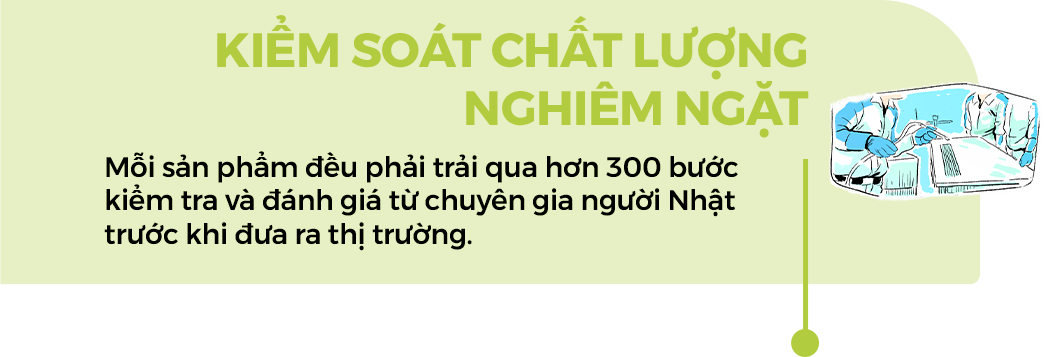 KIỂM SOÁT CHẤT LƯỢNG
NGHIÊM NGẶT
Mỗi sản phẩm đều phải trải qua hơn 300 bước
kiểm tra và đánh giá từ chuyên gia người Nhật
trước khi đưa ra thị trường.